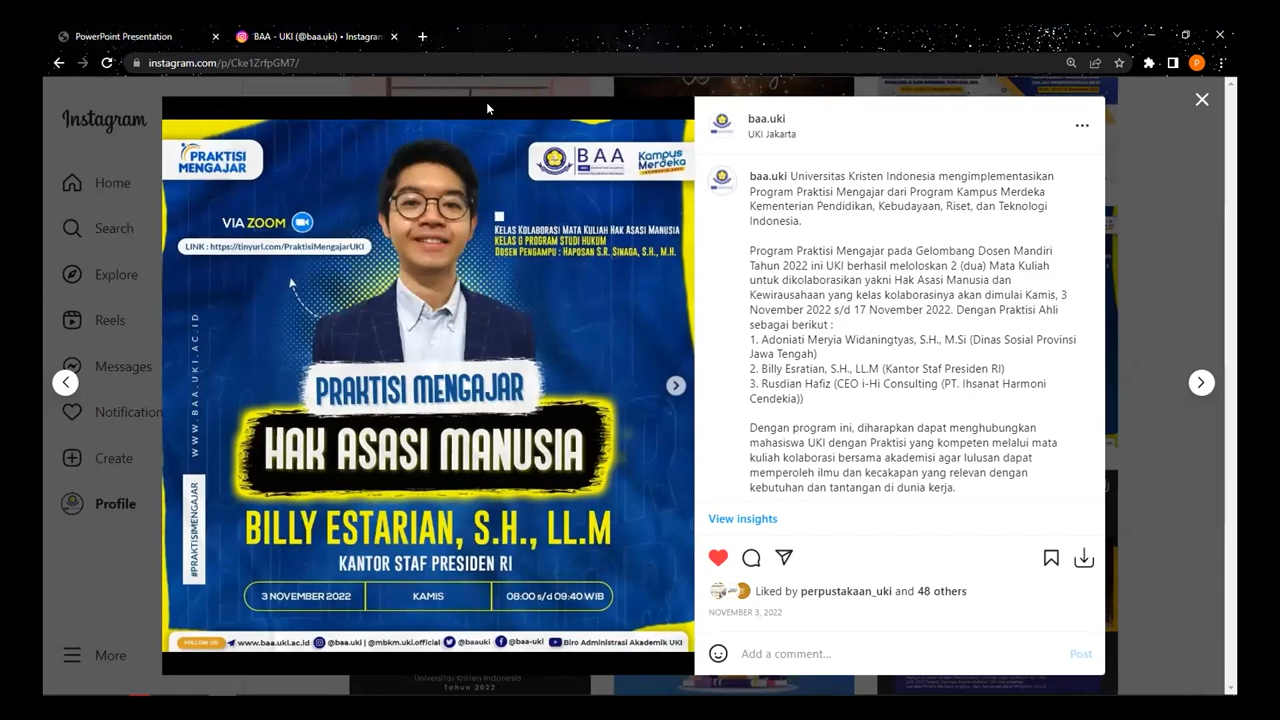 PowerPoint Presentation
BAA - UKI (@baa.uki) • Instagram
instagram.com/p/Cke1ZrfpGM7/
Instagram
Home
Search
Explore
Reels
Messages
Notification
Create
Profile
More
PRAKTISI
MENGAJAR
BAA
Kampus
Merdeka
INDONESIA JAYA
VIA ZOOM
LINK : https://tinyurl.com/PraktisiMengajarUKI
KELAS KOLABORASI MATA KULIAH HAK ASASI MANUSIA
KELAS G PROGRAM STUDI HUKUM
DOSEN PENGAMPU : HAPOSAN S.R. SINAGA, S.H., M.H.
WWW.BAA.UKI.AC.ID
#PRAKTISIMENGAJAR
PRAKTISI MENGAJAR
HAK ASASI MANUSIA
BILLY ESTARIAN, S.H., LL.M
KANTOR STAF PRESIDEN RI
3 NOVEMBER 2022
KAMIS
08:00 s/d 09:40 WIB
FOLLOW US!
www.baa.uki.ac.id
@baa.uki | @mbkm.uki.official
@baauki
@baa-uki
Biro Administrasi Akademik UKI
Universitas Kristen Indonesia
Tahun 2022
baa.uki
UKI Jakarta
baa.uki Universitas Kristen Indonesia mengimplementasikan
Program Praktisi Mengajar dari Program Kampus Merdeka
Kementerian Pendidikan, Kebudayaan, Riset, dan Teknologi
Indonesia.
Program Praktisi Mengajar pada Gelombang Dosen Mandiri
Tahun 2022 ini UKI berhasil meloloskan 2 (dua) Mata Kuliah
untuk dikolaborasikan yakni Hak Asasi Manusia dan
Kewirausahaan yang kelas kolaborasinya akan dimulai Kamis, 3
November 2022 s/d 17 November 2022. Dengan Praktisi Ahli
sebagai berikut :
1. Adoniati Meryia Widaningtyas, S.H., M.Si (Dinas Sosial Provinsi
Jawa Tengah)
2. Billy Esratian, S.H., LL.M (Kantor Staf Presiden RI)
3. Rusdian Hafiz (CEO i-Hi Consulting (PT. Ihsanat Harmoni
Cendekia))
Dengan program ini, diharapkan dapat menghubungkan
mahasiswa UKI dengan Praktisi yang kompeten melalui mata
kuliah kolaborasi bersama akademisi agar lulusan dapat
memperoleh ilmu dan kecakapan yang relevan dengan
kebutuhan dan tantangan di dunia kerja.
View insights
Liked by perpustakaan_uki and 48 others
NOVEMBER 3, 2022
Add a comment...
Post